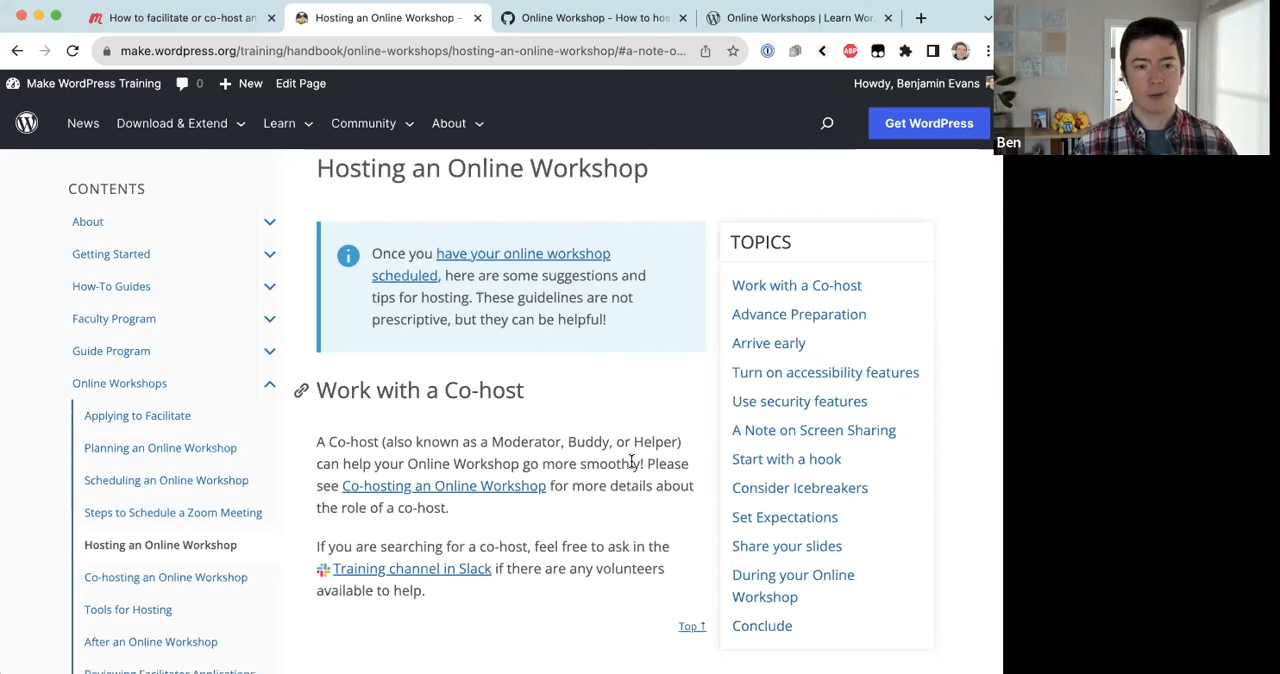 How to facilitate or co-host an
Hosting an Online Workshop –
Online Workshop - How to hos
Online Workshops | Learn Wor
make.wordpress.org/training/handbook/online-workshops/hosting-an-online-workshop/#a-note-o...
ABP
Make WordPress Training
0
New
Edit Page
Howdy, Benjamin Evans
News
Download & Extend
Learn
Community
About
Get WordPress
Ben
CONTENTS
About
Getting Started
How-To Guides
Faculty Program
Guide Program
Online Workshops
Applying to Facilitate
Planning an Online Workshop
Scheduling an Online Workshop
Steps to Schedule a Zoom Meeting
Hosting an Online Workshop
Co-hosting an Online Workshop
Tools for Hosting
After an Online Workshop
Reviewing Facilitator Applications
Hosting an Online Workshop
Once you have your online workshop
scheduled, here are some suggestions and
tips for hosting. These guidelines are not
prescriptive, but they can be helpful!
Work with a Co-host
A Co-host (also known as a Moderator, Buddy, or Helper)
can help your Online Workshop go more smoothly! Please
see Co-hosting an Online Workshop for more details about
the role of a co-host.
If you are searching for a co-host, feel free to ask in the
Training channel in Slack if there are any volunteers
available to help.
Top ↑
TOPICS
Work with a Co-host
Advance Preparation
Arrive early
Turn on accessibility features
Use security features
A Note on Screen Sharing
Start with a hook
Consider Icebreakers
Set Expectations
Share your slides
During your Online
Workshop
Conclude